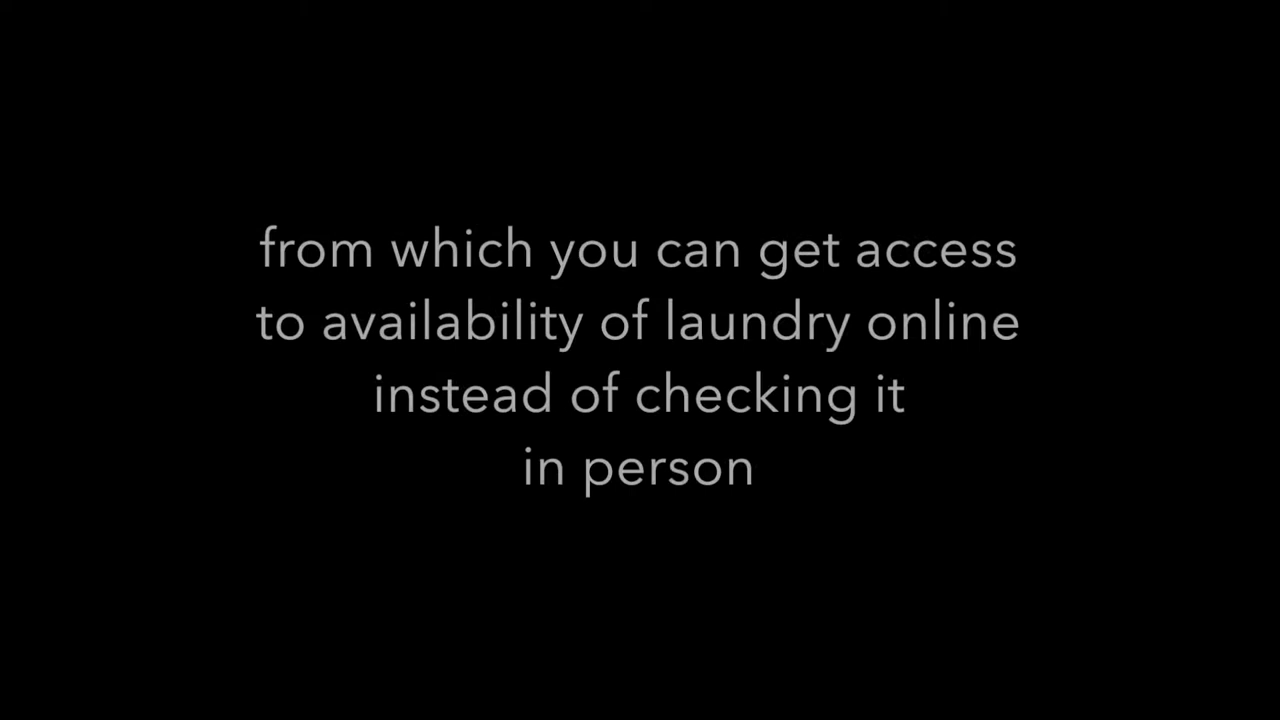 from which you can get access
to availability of laundry online
instead of checking it
in person